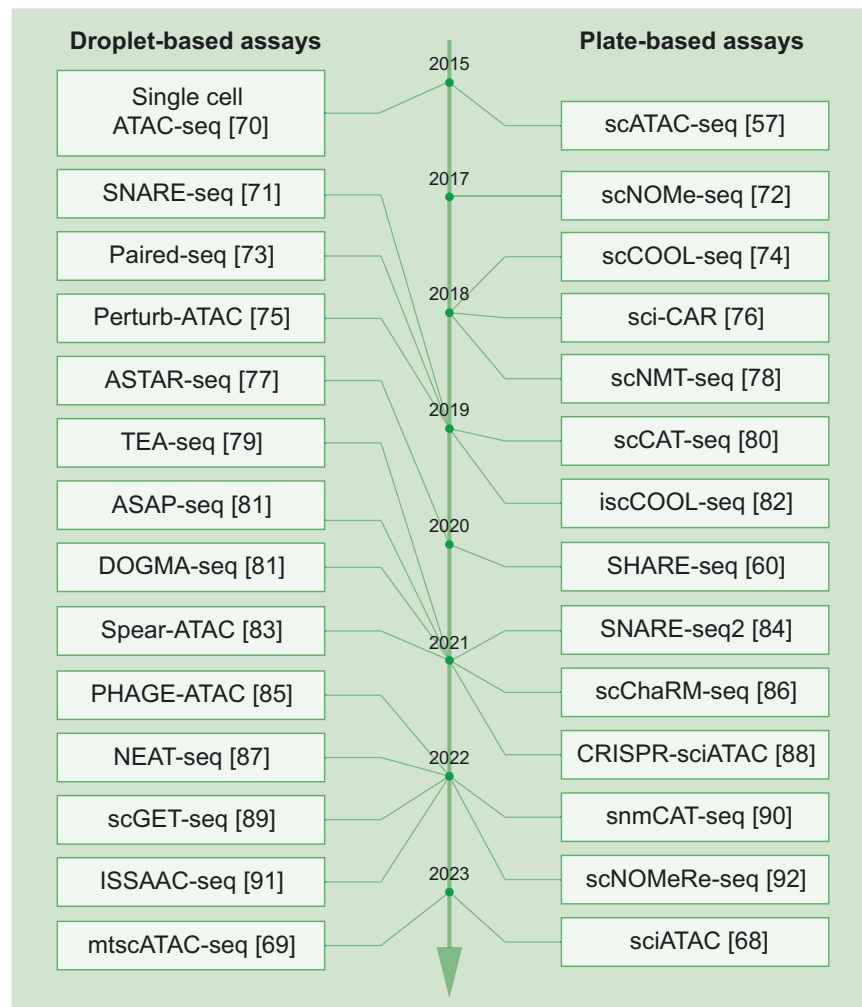 Droplet-based assays
Plate-based assays
2015
Single cell
ATAC-seq [70]
scATAC-seq [57]
2017
SNARE-seq [71]
scNOMe-seq [72]
Paired-seq [73]
scCOOL-seq [74]
2018
Perturb-ATAC [75]
sci-CAR [76]
ASTAR-seq [77]
scNMT-seq [78]
2019
TEA-seq [79]
scCAT-seq [80]
ASAP-seq [81]
iscCOOL-seq [82]
2020
DOGMA-seq [81]
SHARE-seq [60]
Spear-ATAC [83]
SNARE-seq2 [84]
2021
PHAGE-ATAC [85]
scChaRM-seq [86]
NEAT-seq [87]
CRISPR-sciATAC [88]
2022
scGET-seq [89]
snmCAT-seq [90]
ISSAAC-seq [91]
scNOMeRe-seq [92]
2023
mtscATAC-seq [69]
sciATAC [68]